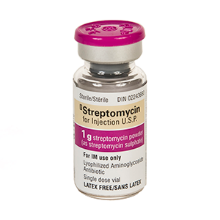 Sterile/Stérile DIN 02243660
Streptomycin
for Injection U.S.P.
1 g streptomycin powder
(as streptomycin sulphate)
For IM use only
Lyophilized Aminoglycoside
Antibiotic
Single dose vial
LATEX FREE/SANS LATEX